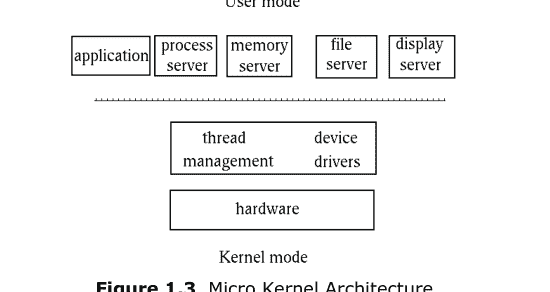 User mode
application
process
server
memory
server
file
server
display
server
thread
management
device
drivers
hardware
Kernel mode
Figure 1.3 Micro Kernel Architecture